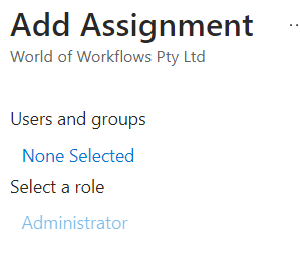 Add Assignment
World of Workflows Pty Ltd
Users and groups
None Selected
Select a role
Administrator